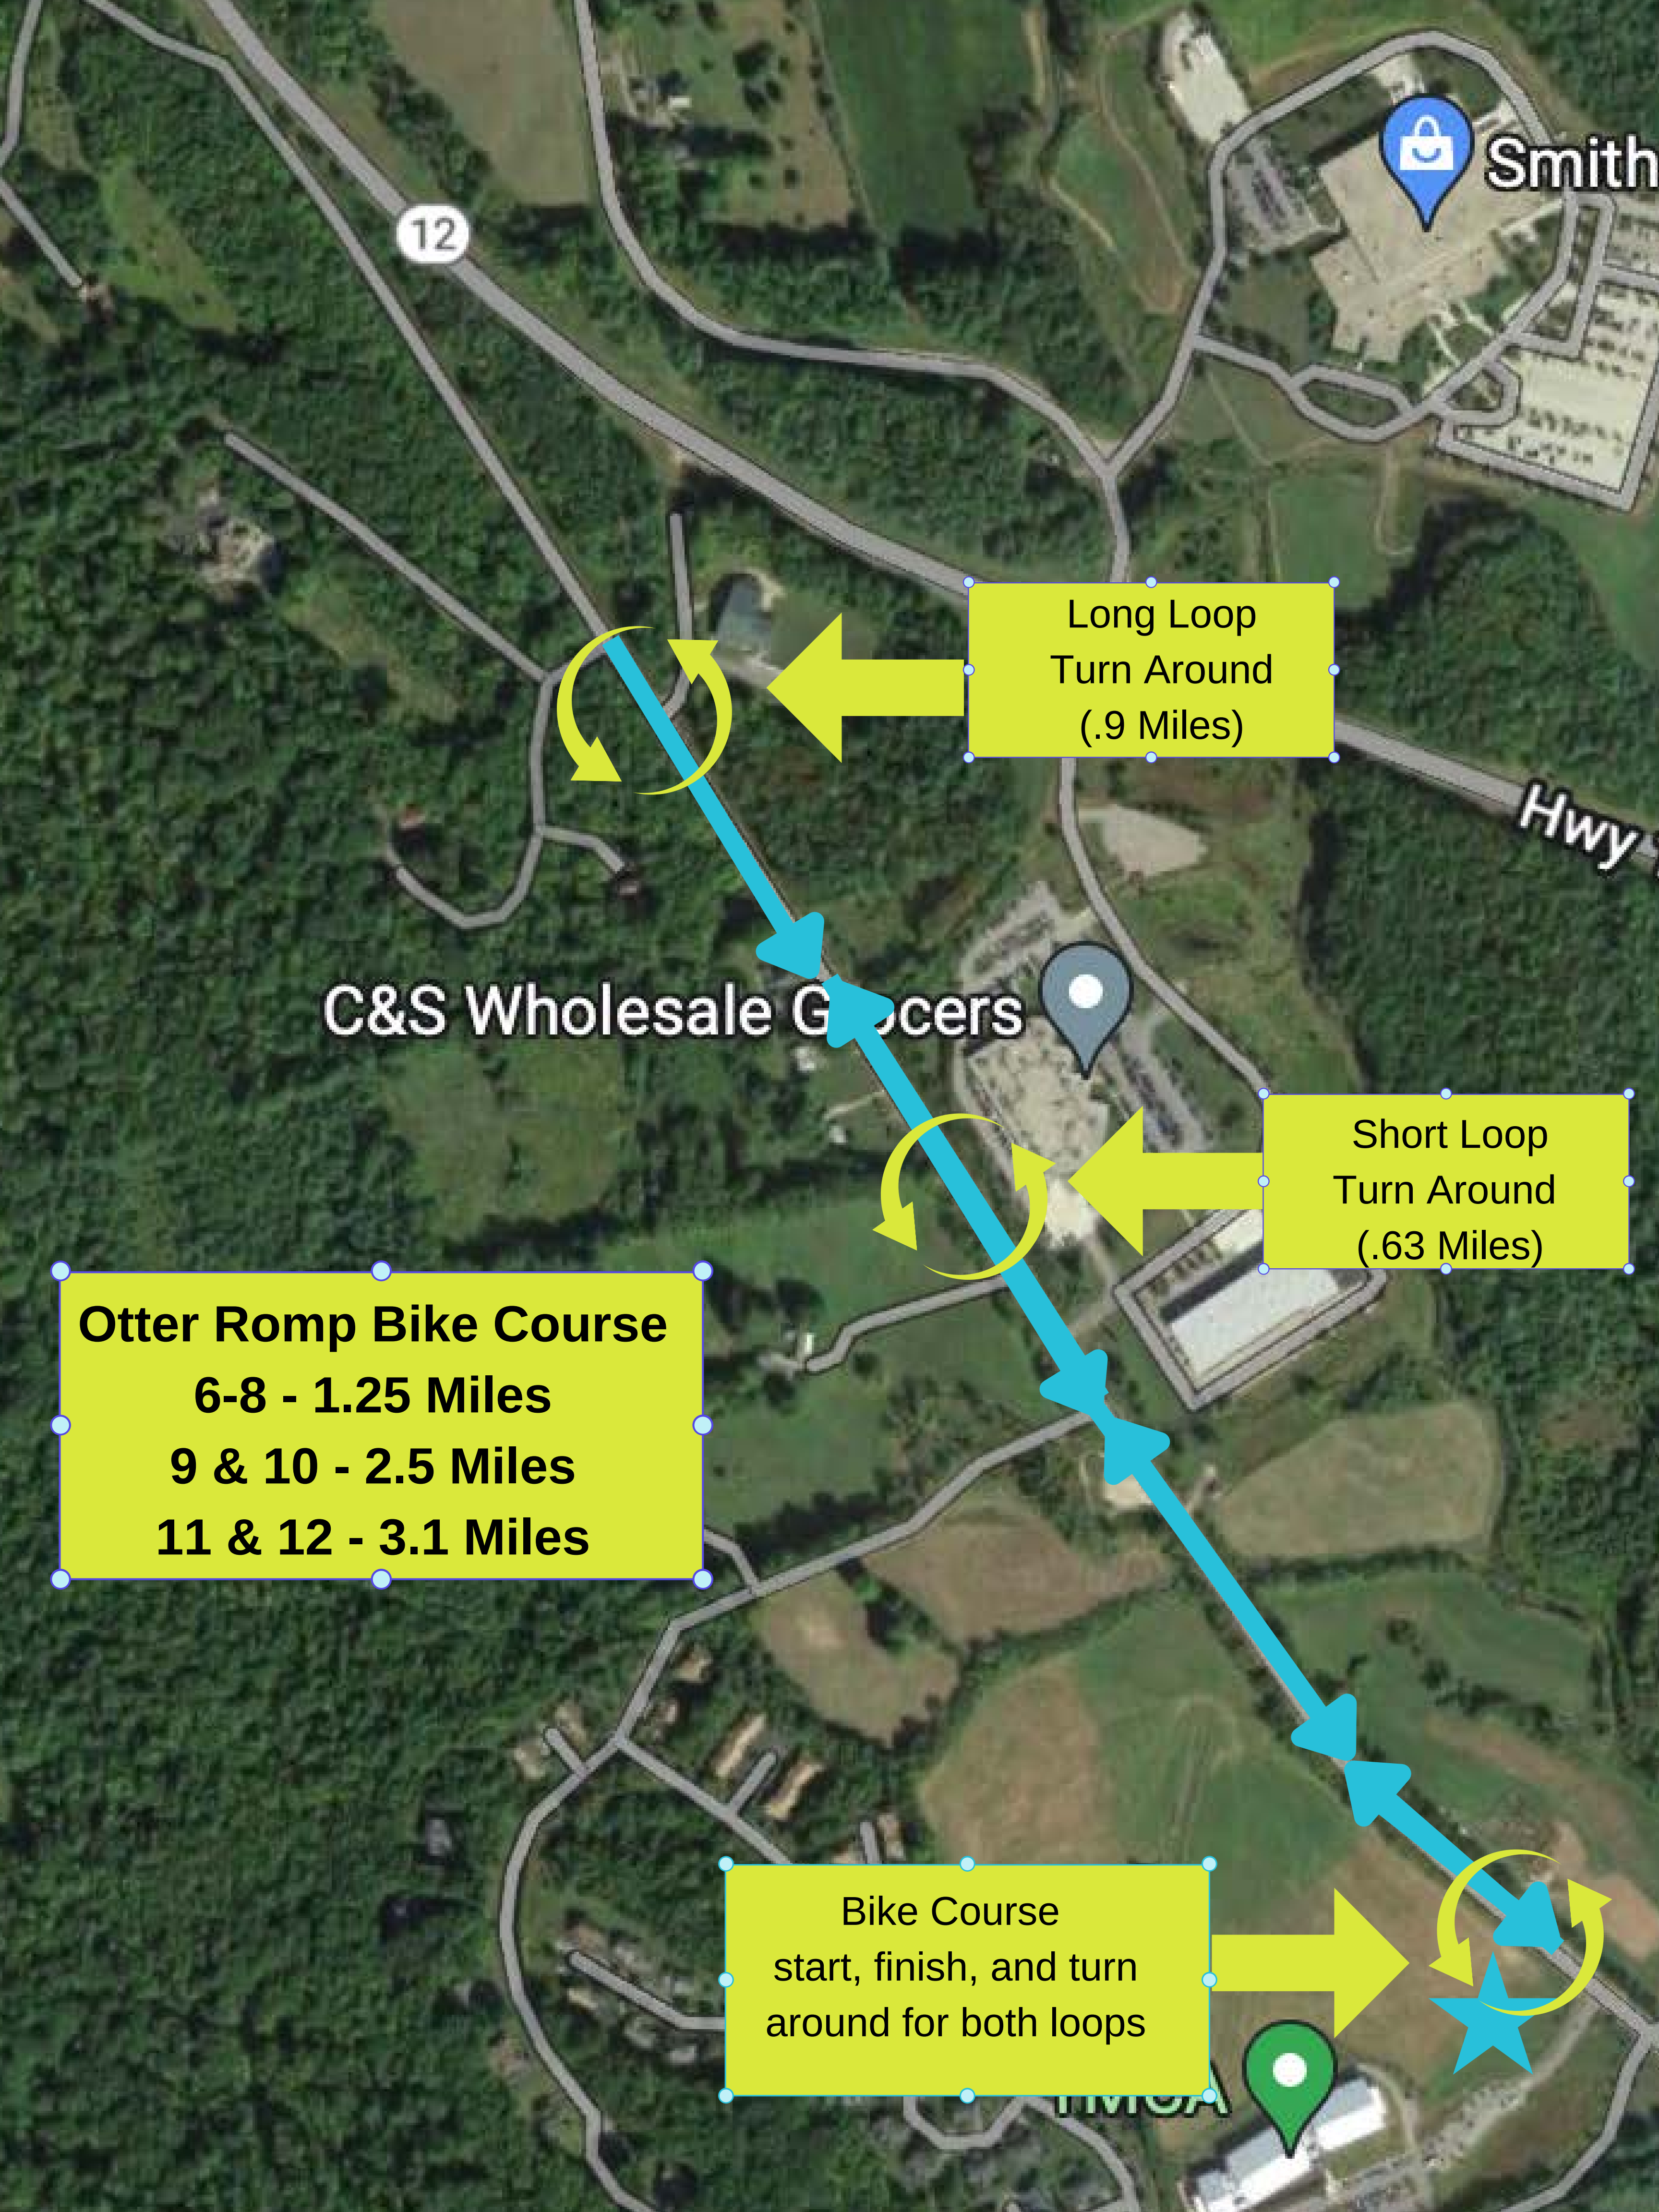 Smith
12
Long Loop
Turn Around
(.9 Miles)
Hwy
C&S Wholesale Grocers
Short Loop
Turn Around
(.63 Miles)
Otter Romp Bike Course
6-8 - 1.25 Miles
9 & 10 - 2.5 Miles
11 & 12 - 3.1 Miles
Bike Course
start, finish, and turn
around for both loops
YMCA